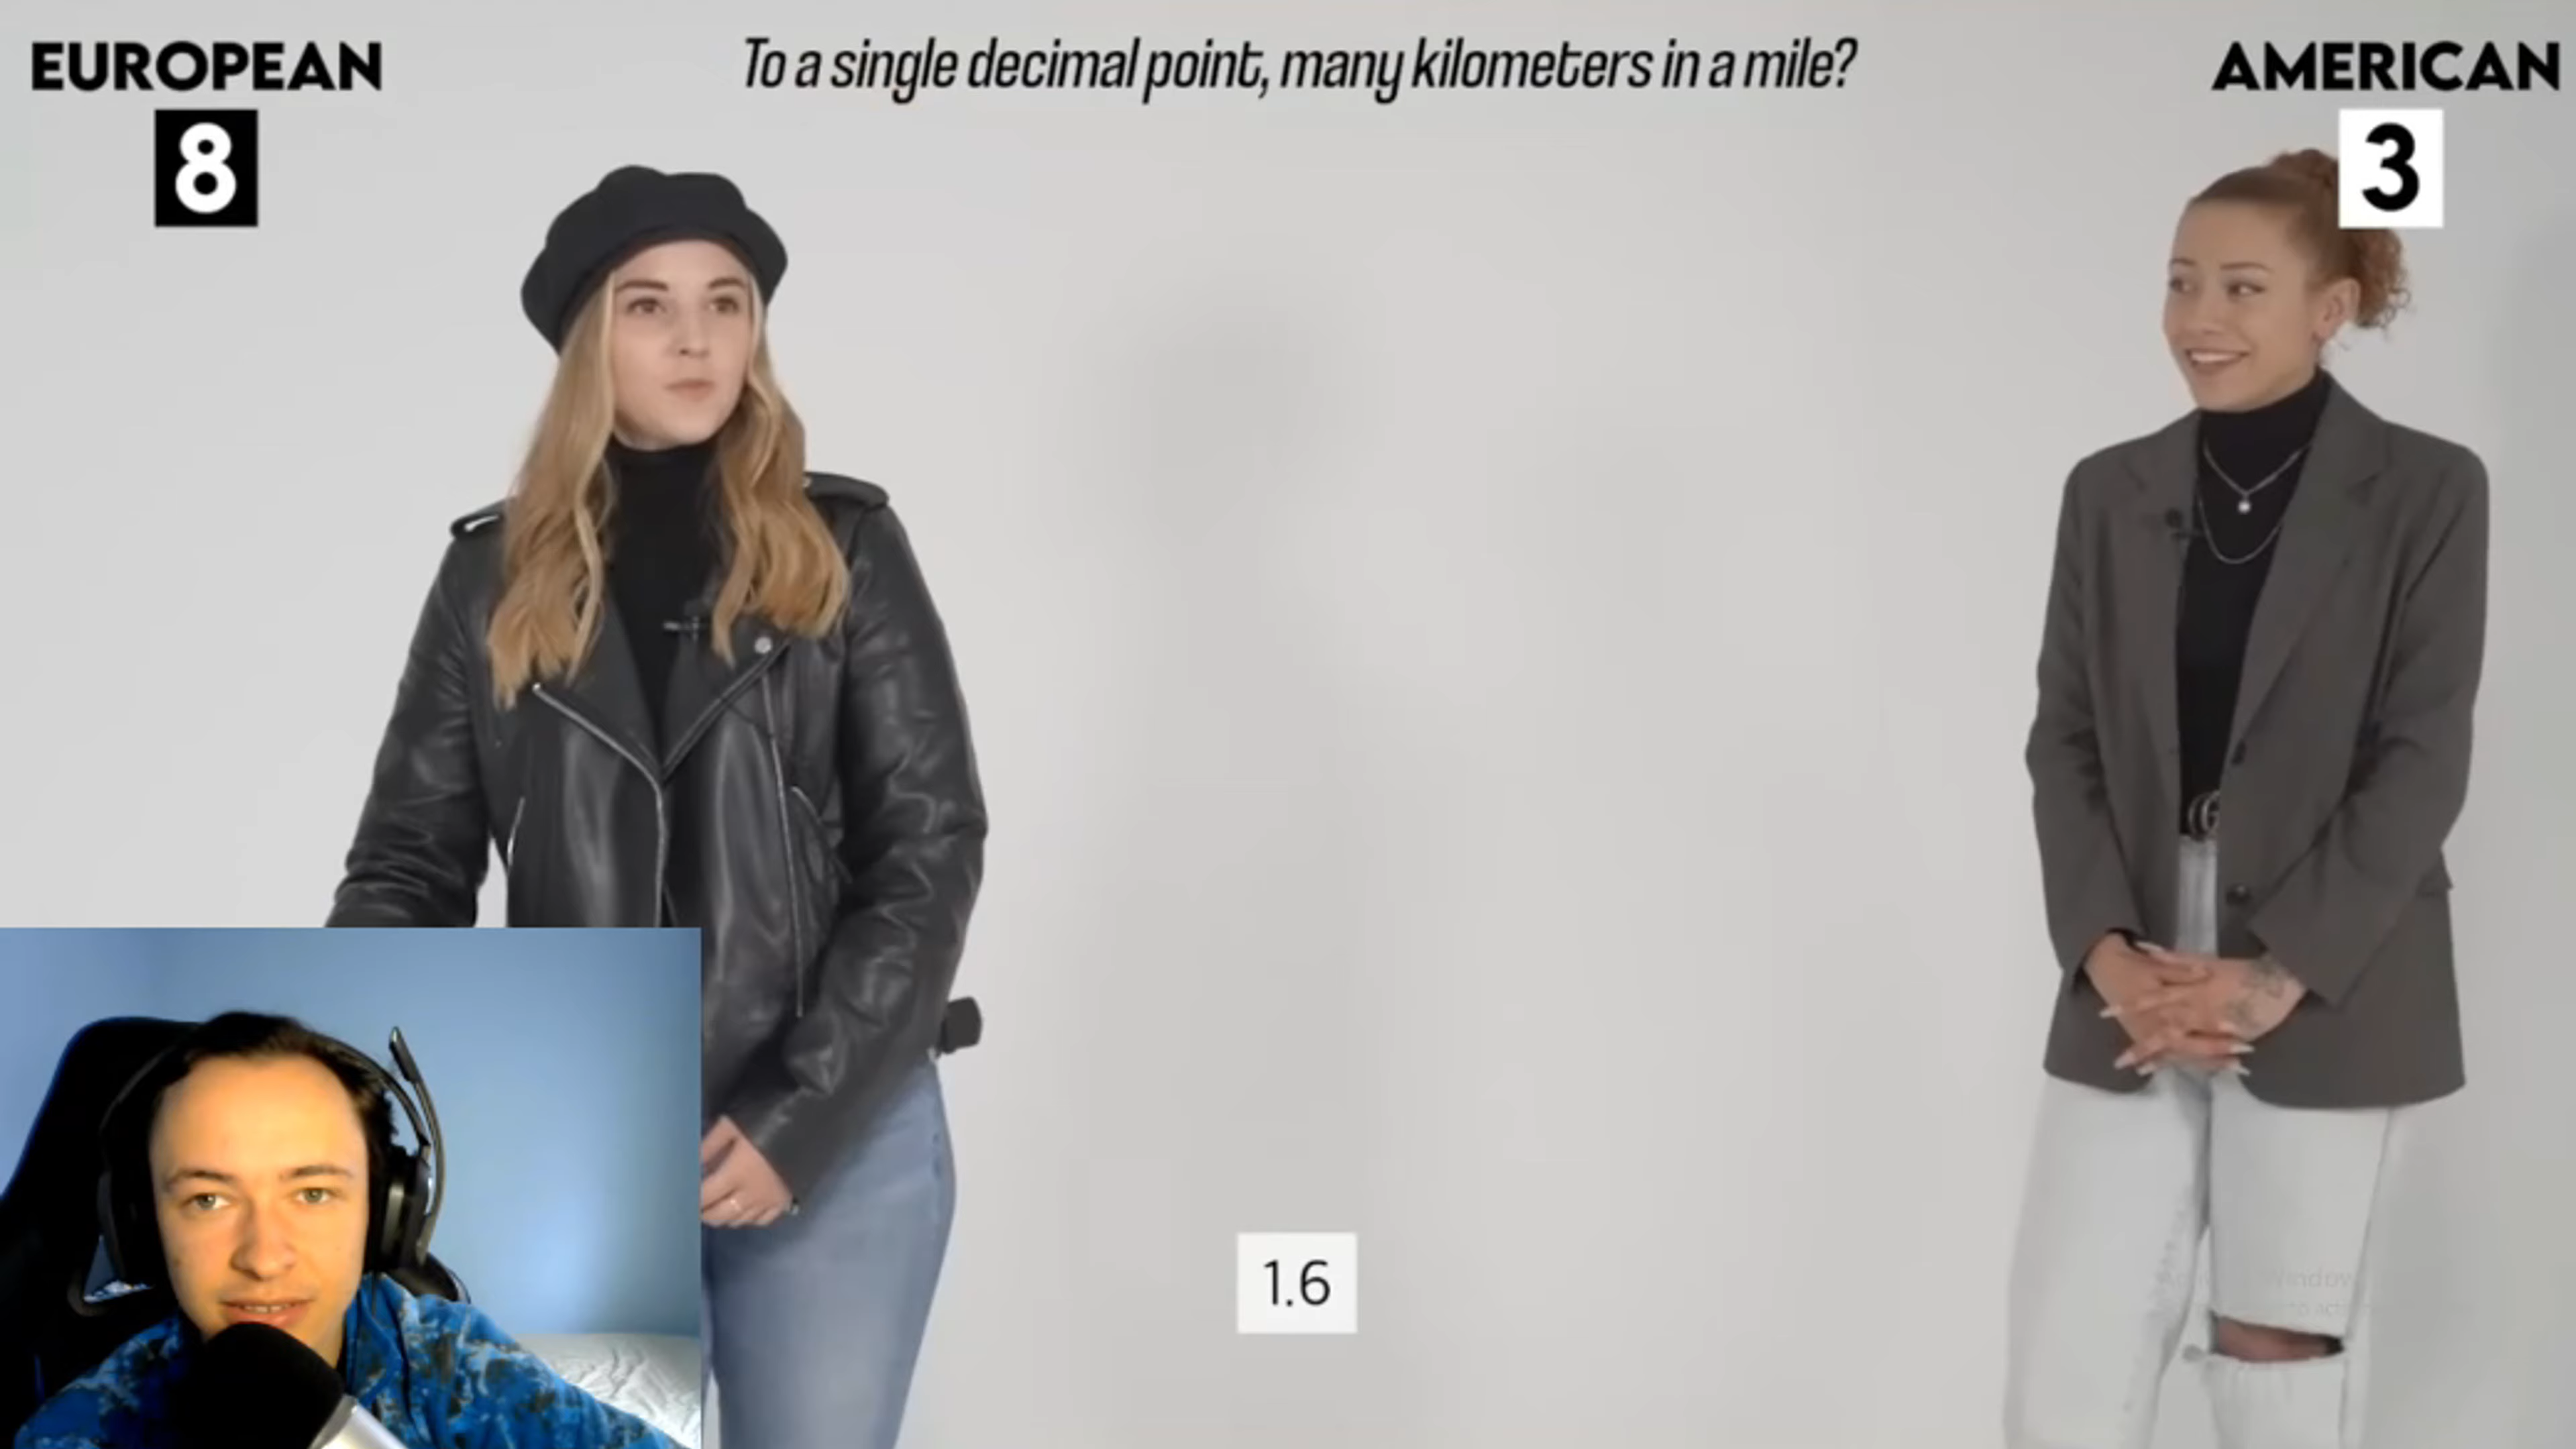 EUROPEAN
8
To a single decimal point, many kilometers in a mile?
AMERICAN
3
1.6